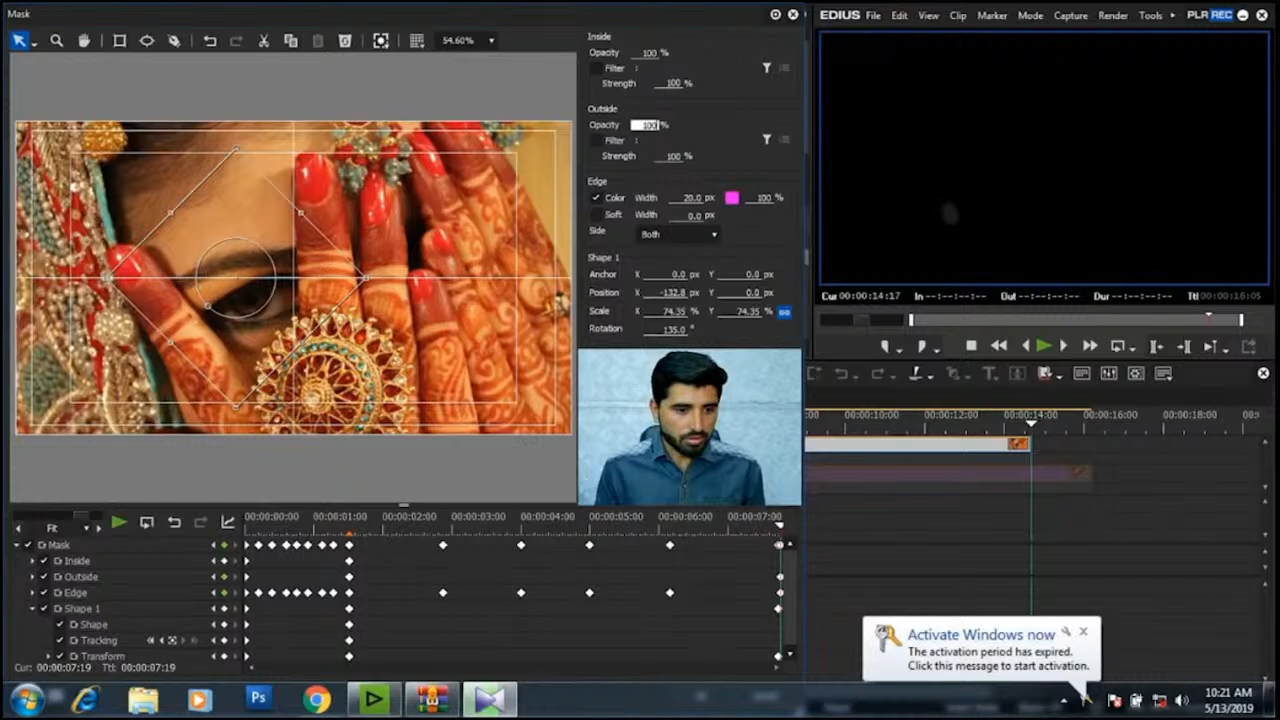 Mask
54.60%
Inside
Opacity 100 %
Filter :
Strength 100 %
Outside
Opacity 100 %
Filter :
Strength 100 %
Edge
Color Width 20.0 px 100 %
Soft Width 0.0 px
Side Both
Shape 1
Anchor X 0.0 px Y 0.0 px
Position X -132.8 px Y 0.0 px
Scale X 74.35 % Y 74.35 %
Rotation 135.0 °
EDIUS File Edit View Clip Marker Mode Capture Render Tools PLR REC
Cur 00:00:14:17 In --:--:--:-- Out --:--:--:-- Dur --:--:--:-- Ttl 00:00:16:05
00:00:10:00 00:00:12:00 00:00:14:00 00:00:16:00 00:00:18:00
Fit
00:00:00:00 00:00:01:00 00:00:02:00 00:00:03:00 00:00:04:00 00:00:05:00 00:00:06:00 00:00:07:00
Mask
Inside
Outside
Edge
Shape 1
Shape
Tracking
Transform
Cur: 00:00:07:19 Ttl: 00:00:07:19
Activate Windows now
The activation period has expired.
Click this message to start activation.
Ps
10:21 AM
5/13/2019